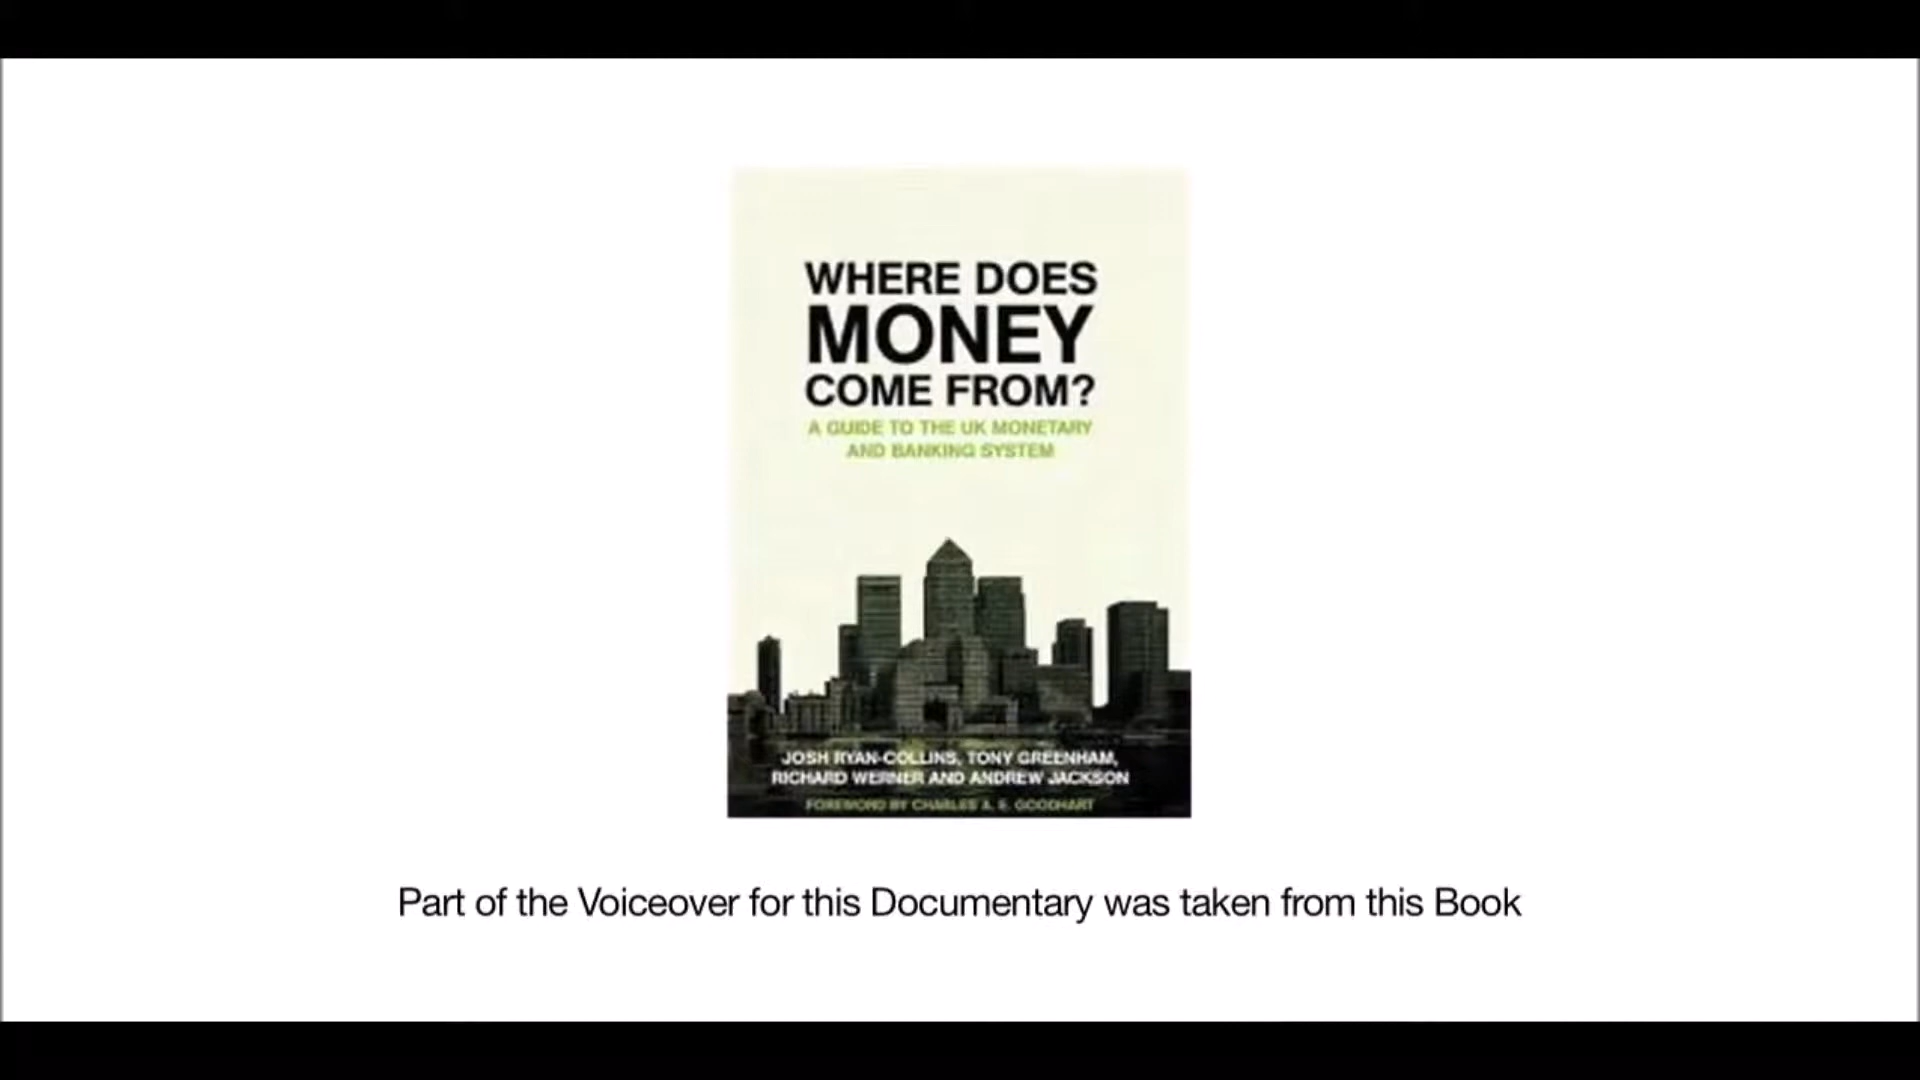 WHERE DOES
MONEY
COME FROM?
A GUIDE TO THE UK MONETARY
AND BANKING SYSTEM
JOSH RYAN-COLLINS, TONY GREENHAM,
RICHARD WERNER AND ANDREW JACKSON
FOREWORD BY CHARLES A. E. GOODHART
Part of the Voiceover for this Documentary was taken from this Book